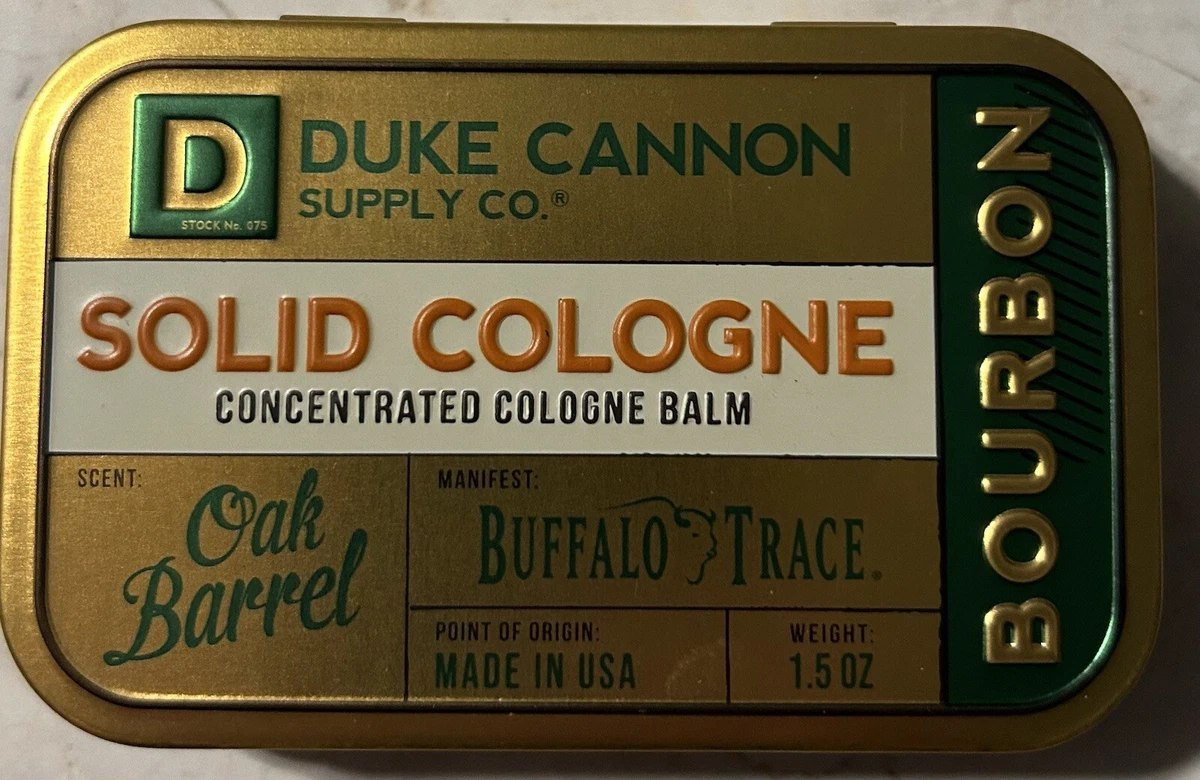 D
STOCK No. 075
DUKE CANNON
SUPPLY CO.®
SOLID COLOGNE
CONCENTRATED COLOGNE BALM
SCENT:
Oak
Barrel
MANIFEST:
BUFFALO TRACE
POINT OF ORIGIN:
MADE IN USA
WEIGHT:
1.5 OZ
BOURBON